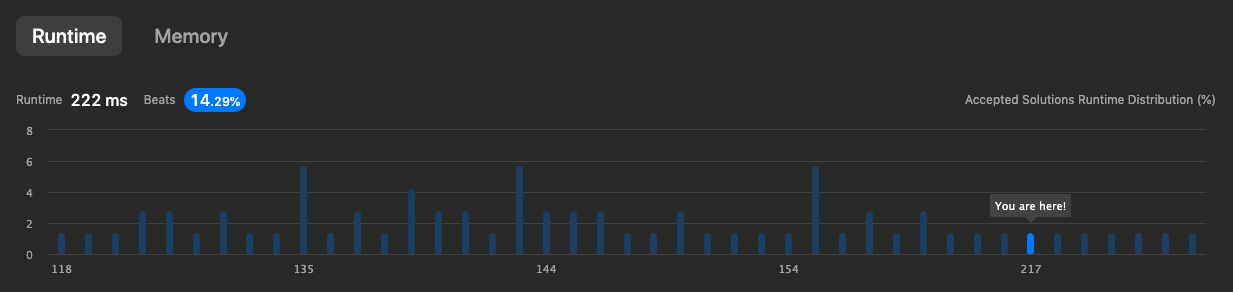 Runtime Memory
Runtime 222 ms Beats 14.29% Accepted Solutions Runtime Distribution (%)
8
6
4
You are here!
2
0
118 135 144 154 217